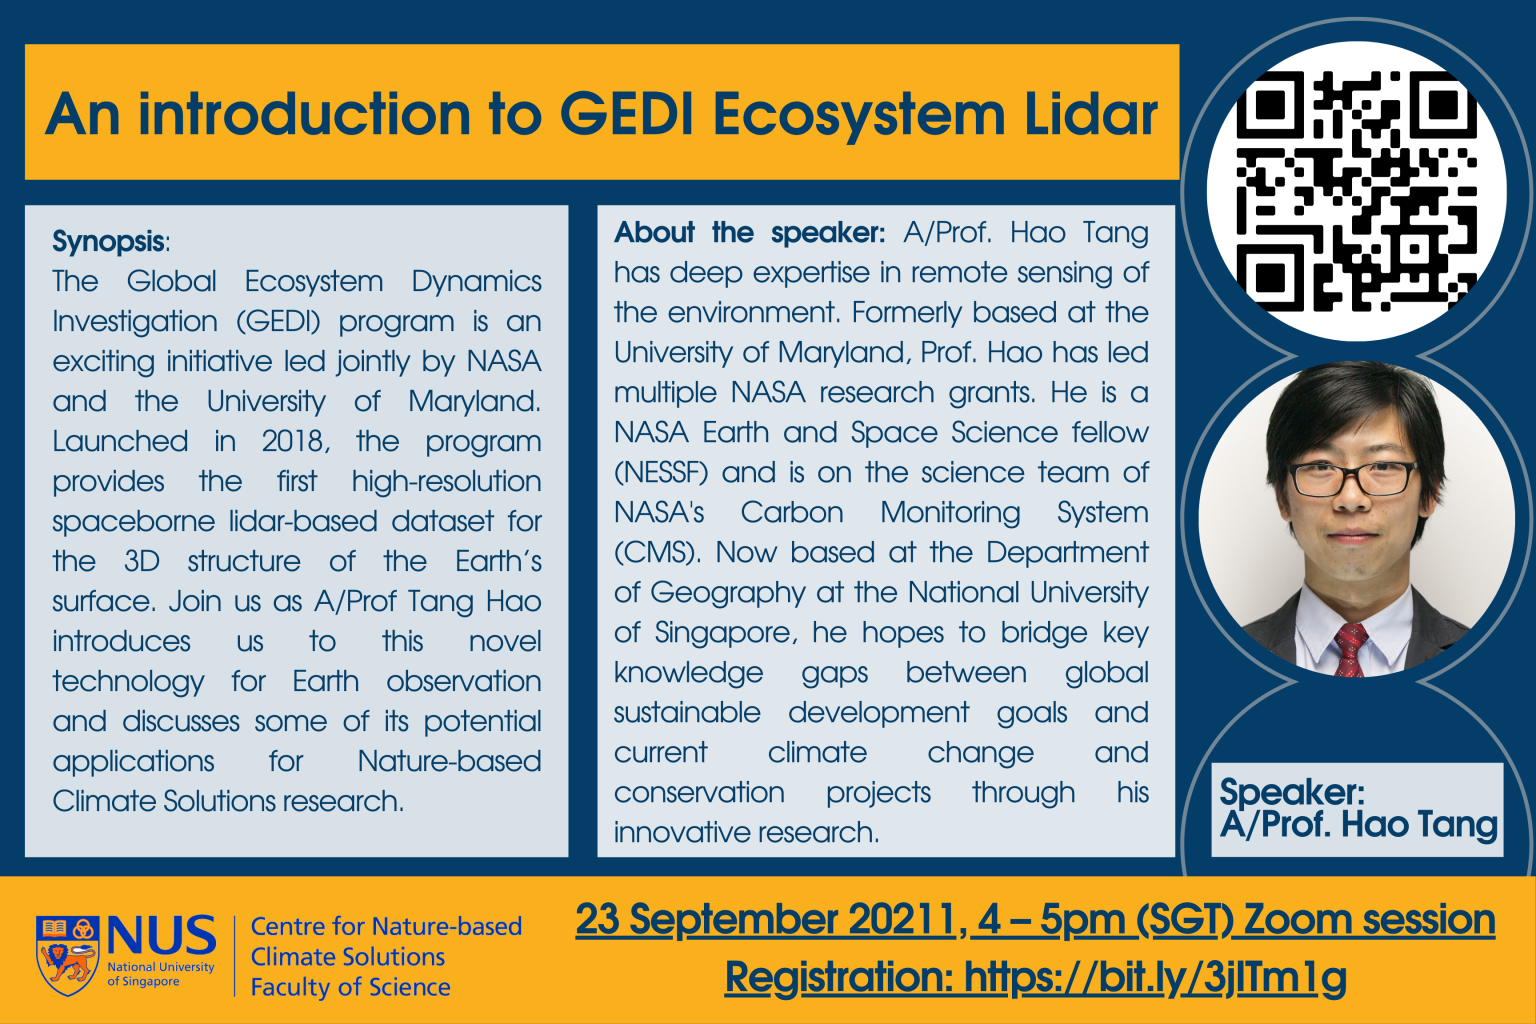 An introduction to GEDI Ecosystem Lidar
Synopsis:
The Global Ecosystem Dynamics
Investigation (GEDI) program is an
exciting initiative led jointly by NASA
and the University of Maryland.
Launched in 2018, the program
provides the first high-resolution
spaceborne lidar-based dataset for
the 3D structure of the Earth’s
surface. Join us as A/Prof Tang Hao
introduces us to this novel
technology for Earth observation
and discusses some of its potential
applications for Nature-based
Climate Solutions research.
About the speaker: A/Prof. Hao Tang
has deep expertise in remote sensing of
the environment. Formerly based at the
University of Maryland, Prof. Hao has led
multiple NASA research grants. He is a
NASA Earth and Space Science fellow
(NESSF) and is on the science team of
NASA's Carbon Monitoring System
(CMS). Now based at the Department
of Geography at the National University
of Singapore, he hopes to bridge key
knowledge gaps between global
sustainable development goals and
current climate change and
conservation projects through his
innovative research.
Speaker:
A/Prof. Hao Tang
NUS
National University
of Singapore
Centre for Nature-based
Climate Solutions
Faculty of Science
23 September 20211, 4 – 5pm (SGT) Zoom session
Registration: https://bit.ly/3jITm1g